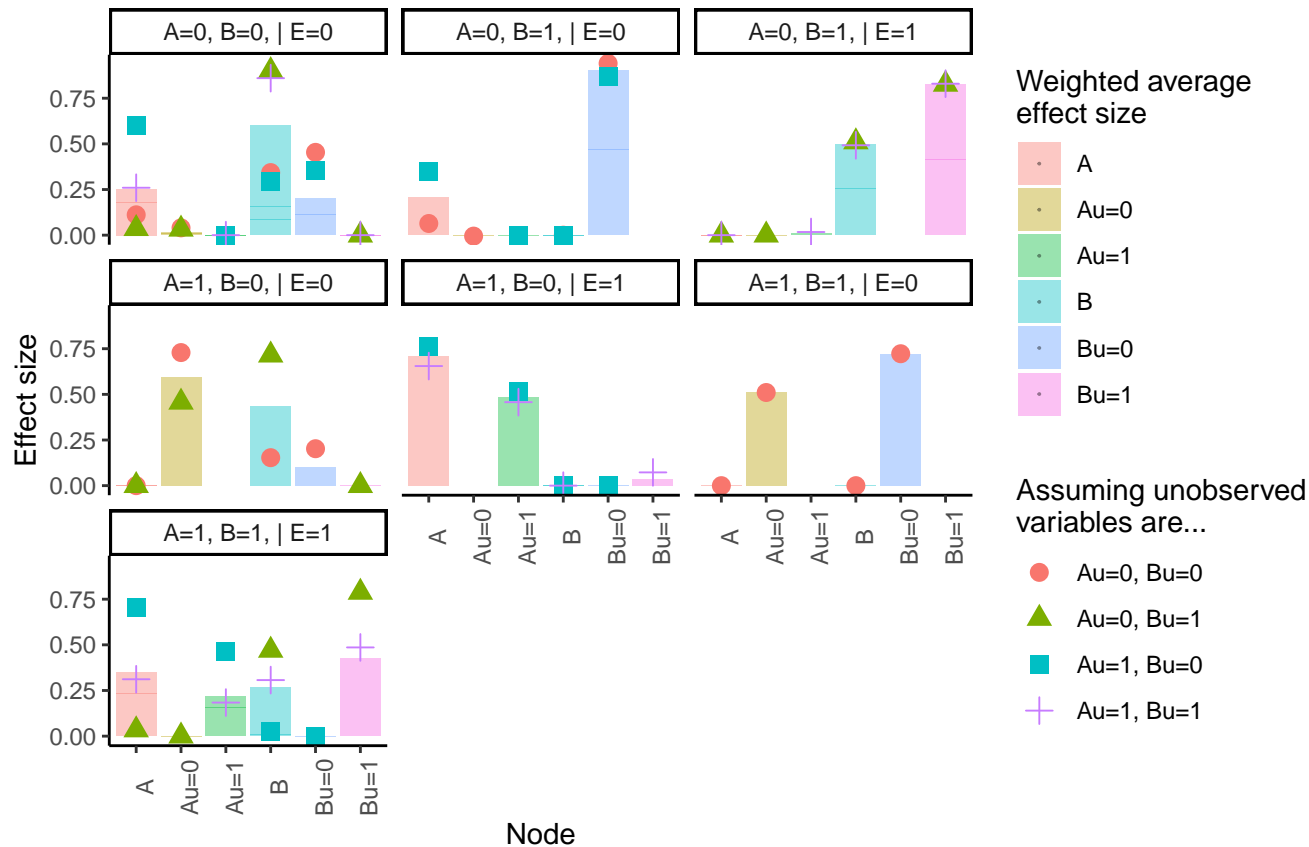 A=0, B=0, | E=0
A=0, B=1, | E=0
A=0, B=1, | E=1
0.75
0.50
0.25
0.00
A=1, B=0, | E=0
A=1, B=0, | E=1
A=1, B=1, | E=0
0.75
0.50
0.25
0.00
A
Au=0
Au=1
B
Bu=0
Bu=1
A
Au=0
Au=1
B
Bu=0
Bu=1
A=1, B=1, | E=1
0.75
0.50
0.25
0.00
A
Au=0
Au=1
B
Bu=0
Bu=1
Effect size
Node
Weighted average
effect size
A
Au=0
Au=1
B
Bu=0
Bu=1
Assuming unobserved
variables are...
Au=0, Bu=0
Au=0, Bu=1
Au=1, Bu=0
Au=1, Bu=1